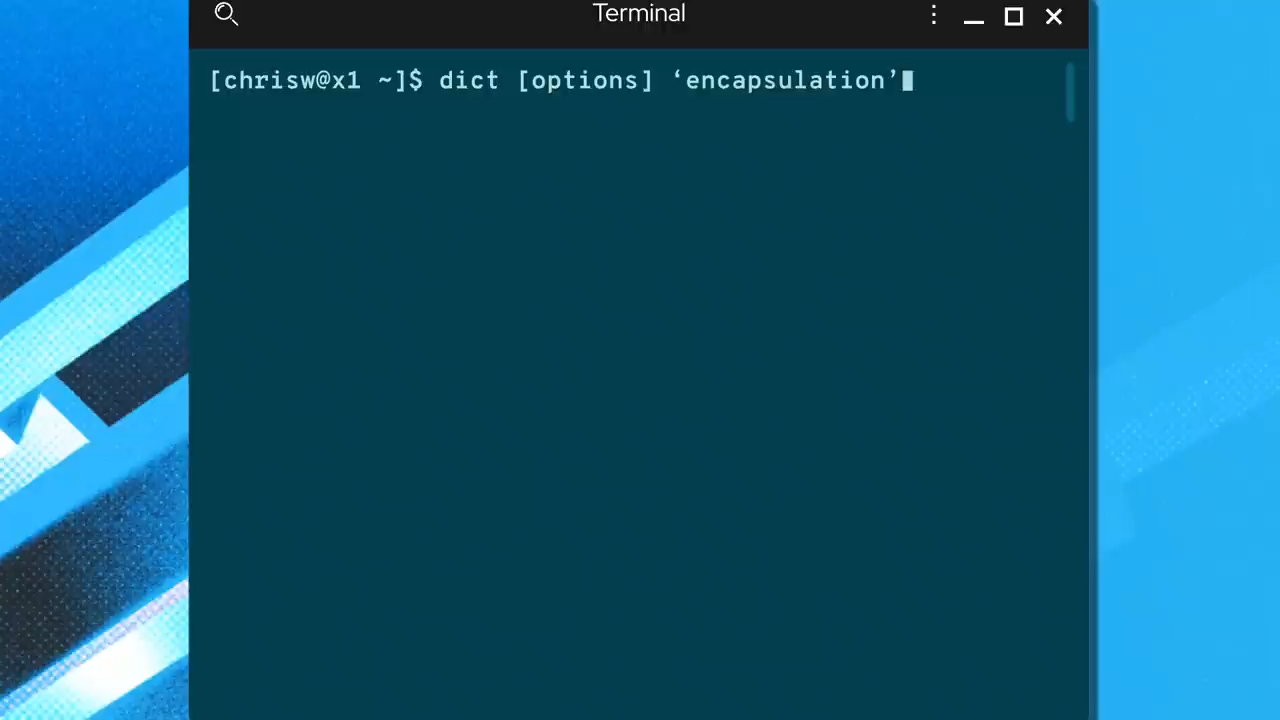 Terminal
[chrisw@x1 ~]$ dict [options] ‘encapsulation’